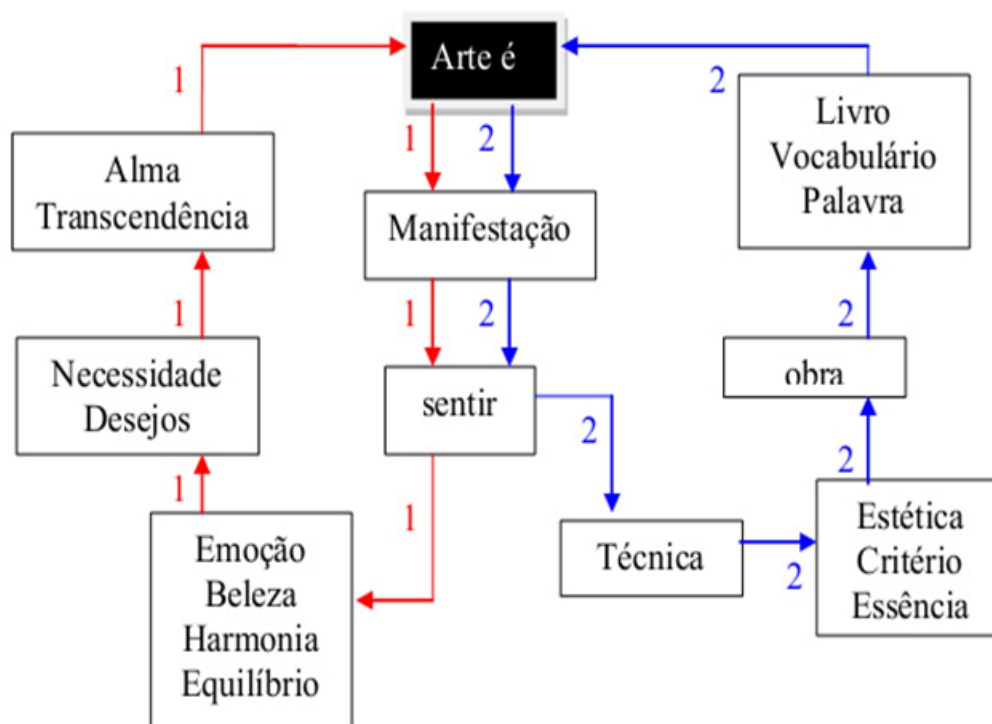 Arte é
1
2
1
2
Livro
Vocabulário
Palavra
Alma
Transcendência
Manifestação
1
1
2
2
Necessidade
Desejos
sentir
obra
2
2
1
1
Emoção
Beleza
Harmonia
Equilíbrio
Técnica
2
Estética
Critério
Essência